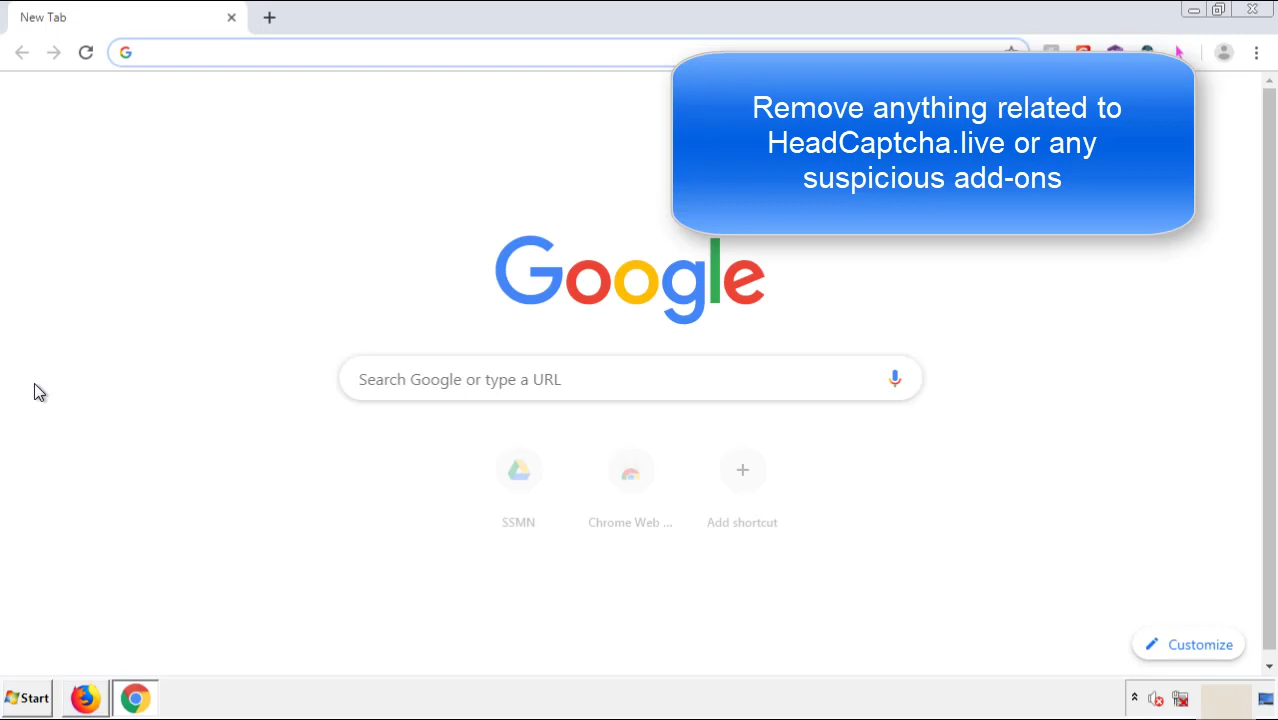 New Tab
Remove anything related to
HeadCaptcha.live or any
suspicious add-ons
Google
Search Google or type a URL
SSMN
Chrome Web ...
Add shortcut
Customize
Start